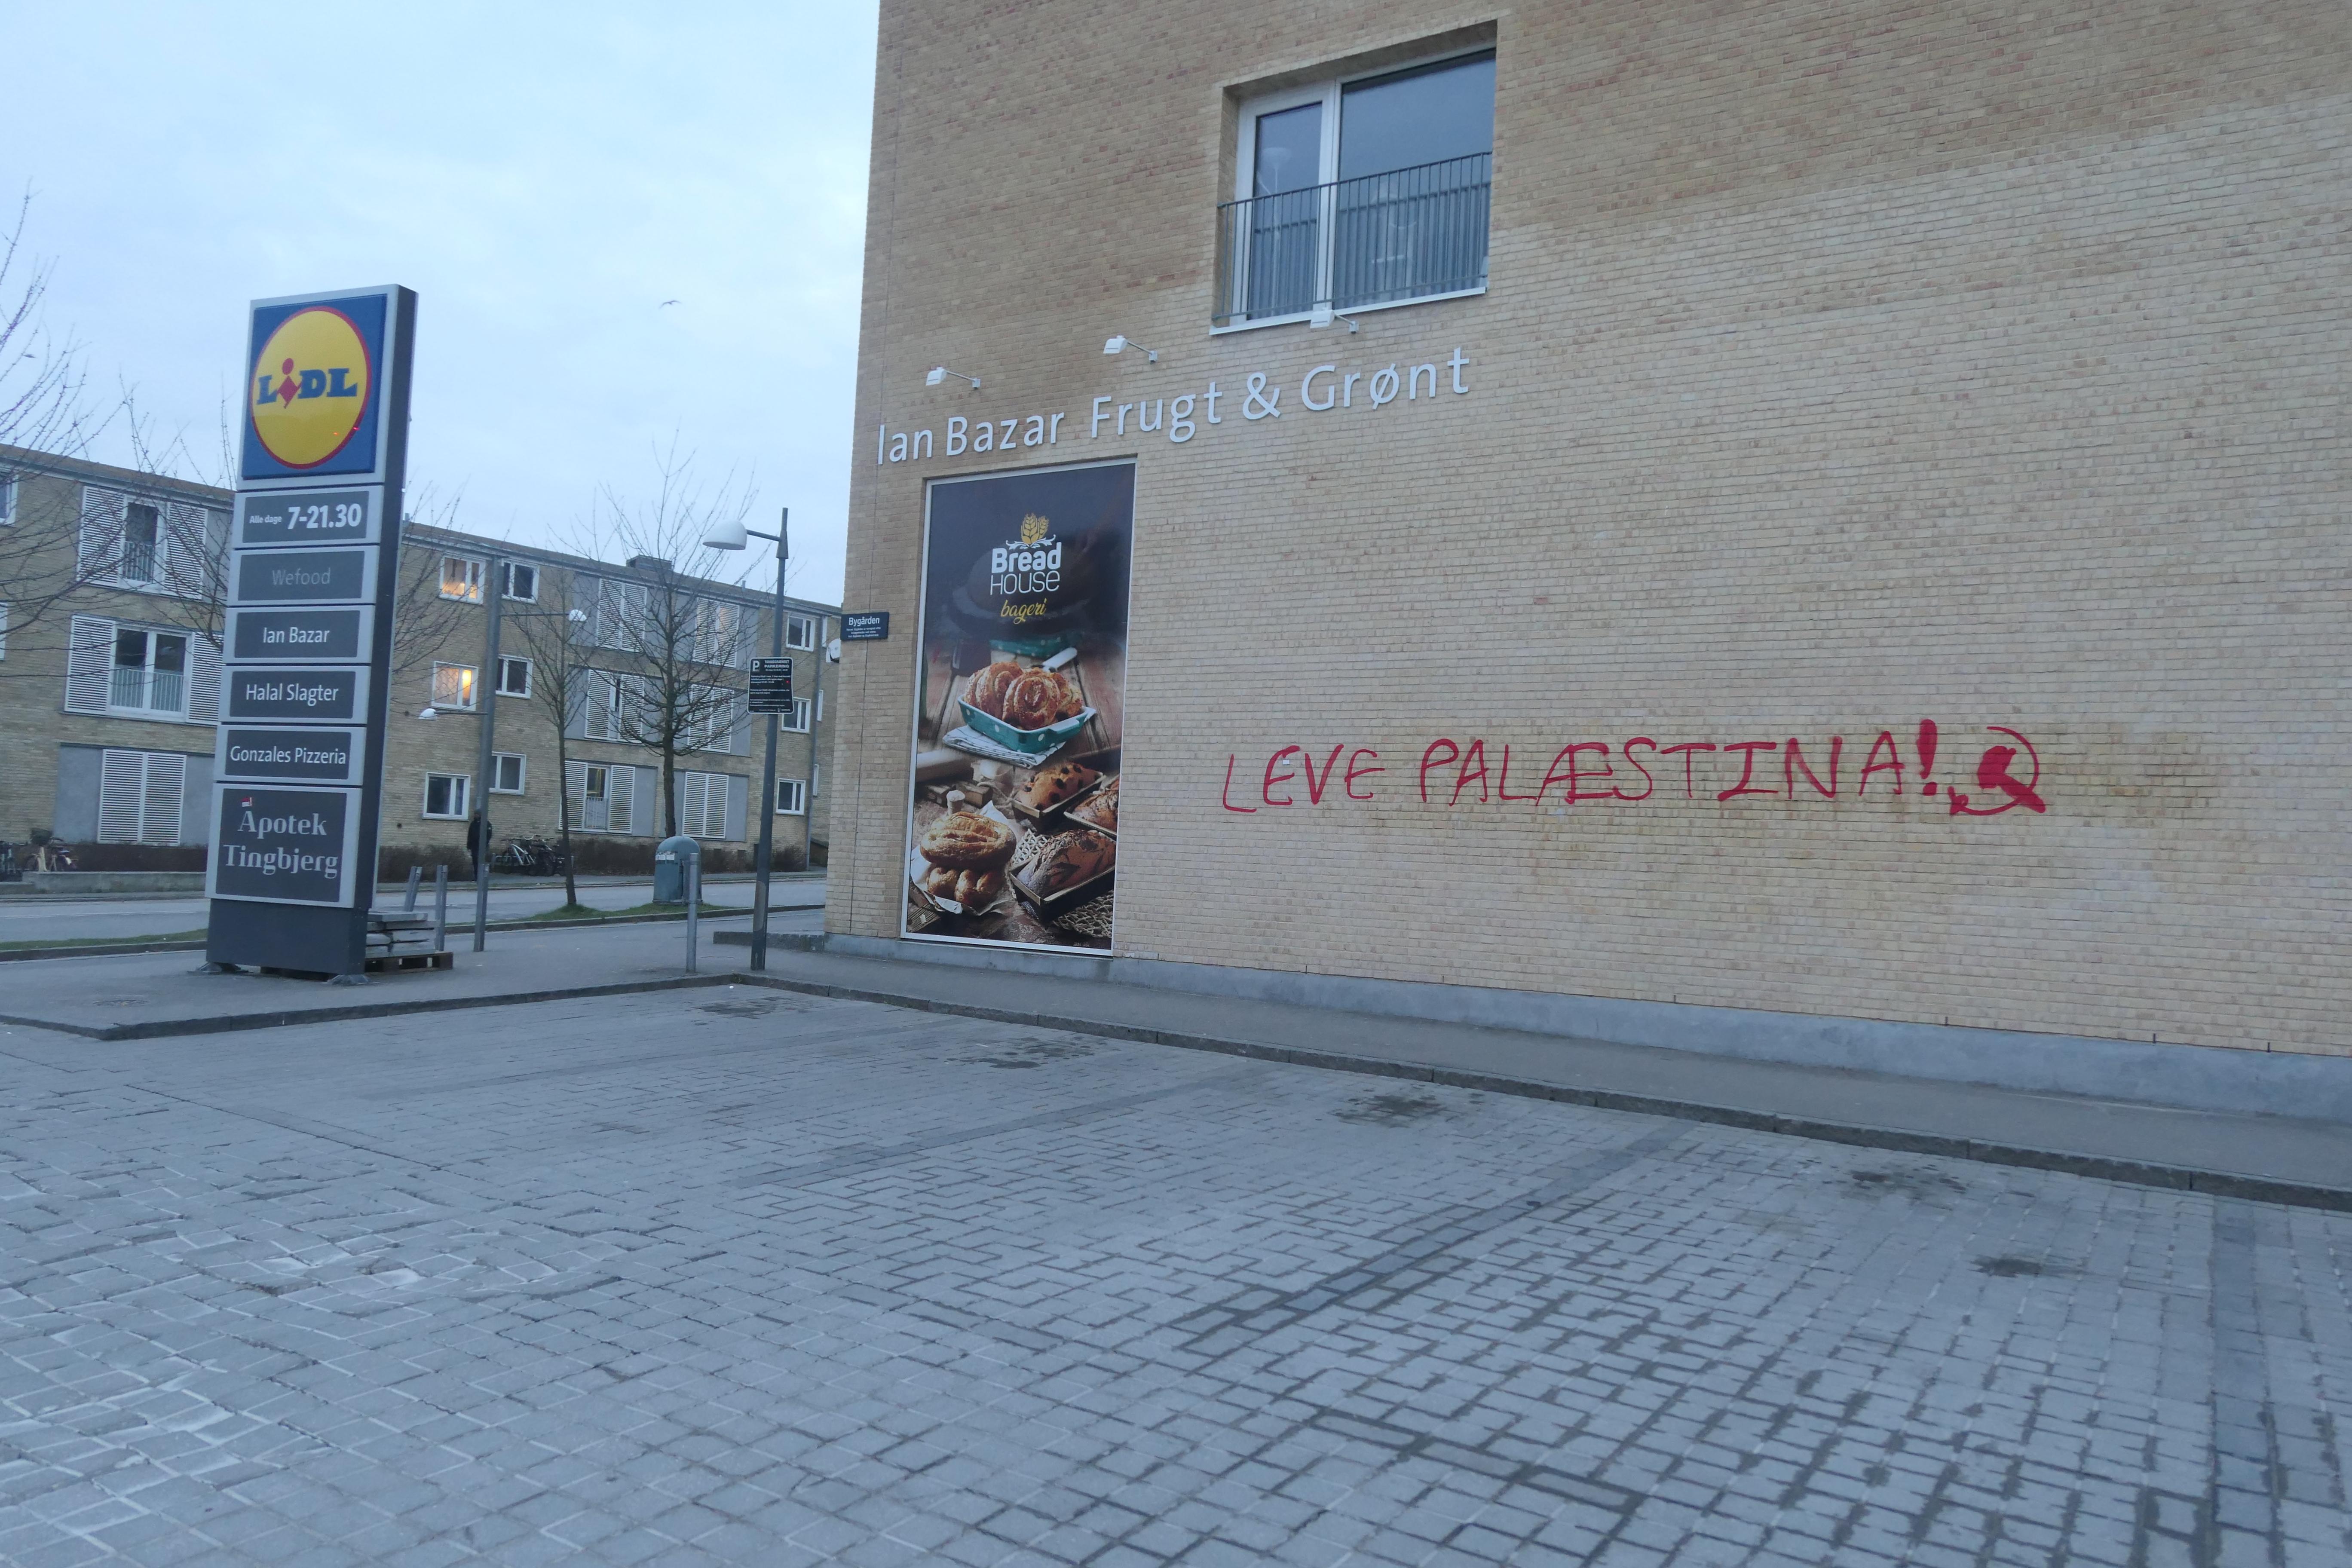 LIDL
Alle dage 7-21.30
Wefood
Ian Bazar
Halal Slagter
Gonzales Pizzeria
Apotek
Tingbjerg
Ian Bazar Frugt & Grønt
Bread
House
bageri
Bygården
P
LEVE PALÆSTINA!